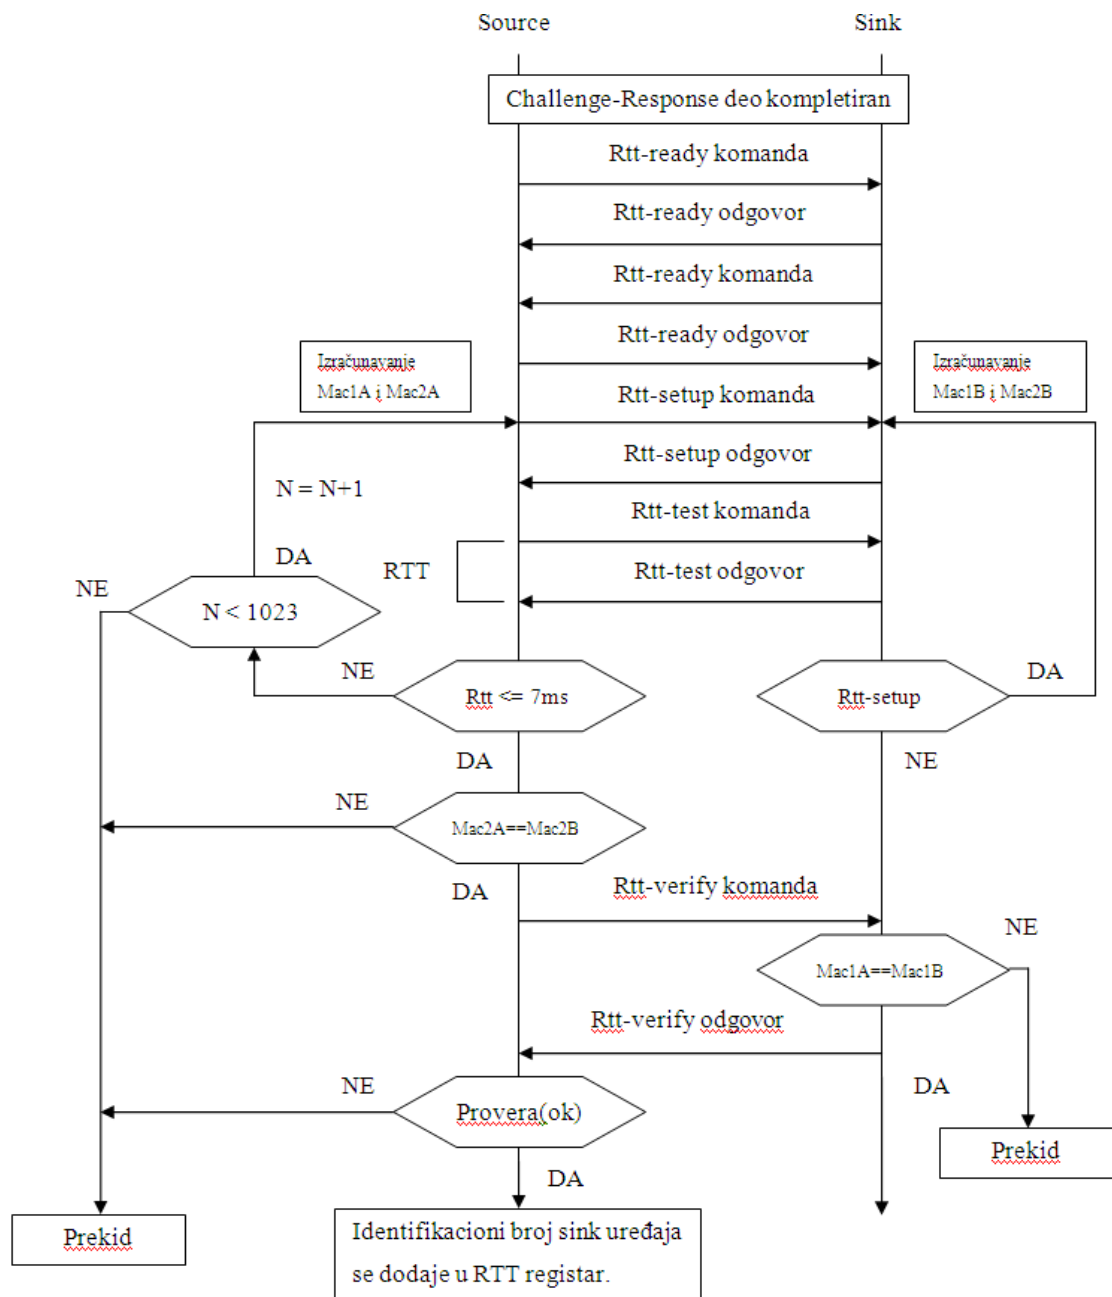 Source
Sink
Challenge-Response deo kompletiran
Rtt-ready komanda
Rtt-ready odgovor
Rtt-ready komanda
Rtt-ready odgovor
Izračunavanje
Mac1A i Mac2A
Izračunavanje
Mac1B i Mac2B
Rtt-setup komanda
Rtt-setup odgovor
N = N+1
Rtt-test komanda
DA
RTT
Rtt-test odgovor
NE
N < 1023
NE
DA
Rtt <= 7ms
Rtt-setup
DA
NE
NE
Mac2A==Mac2B
DA
Rtt-verify komanda
NE
Mac1A==Mac1B
Rtt-verify odgovor
NE
DA
Provera(ok)
Prekid
DA
Prekid
Identifikacioni broj sink uređaja
se dodaje u RTT registar.